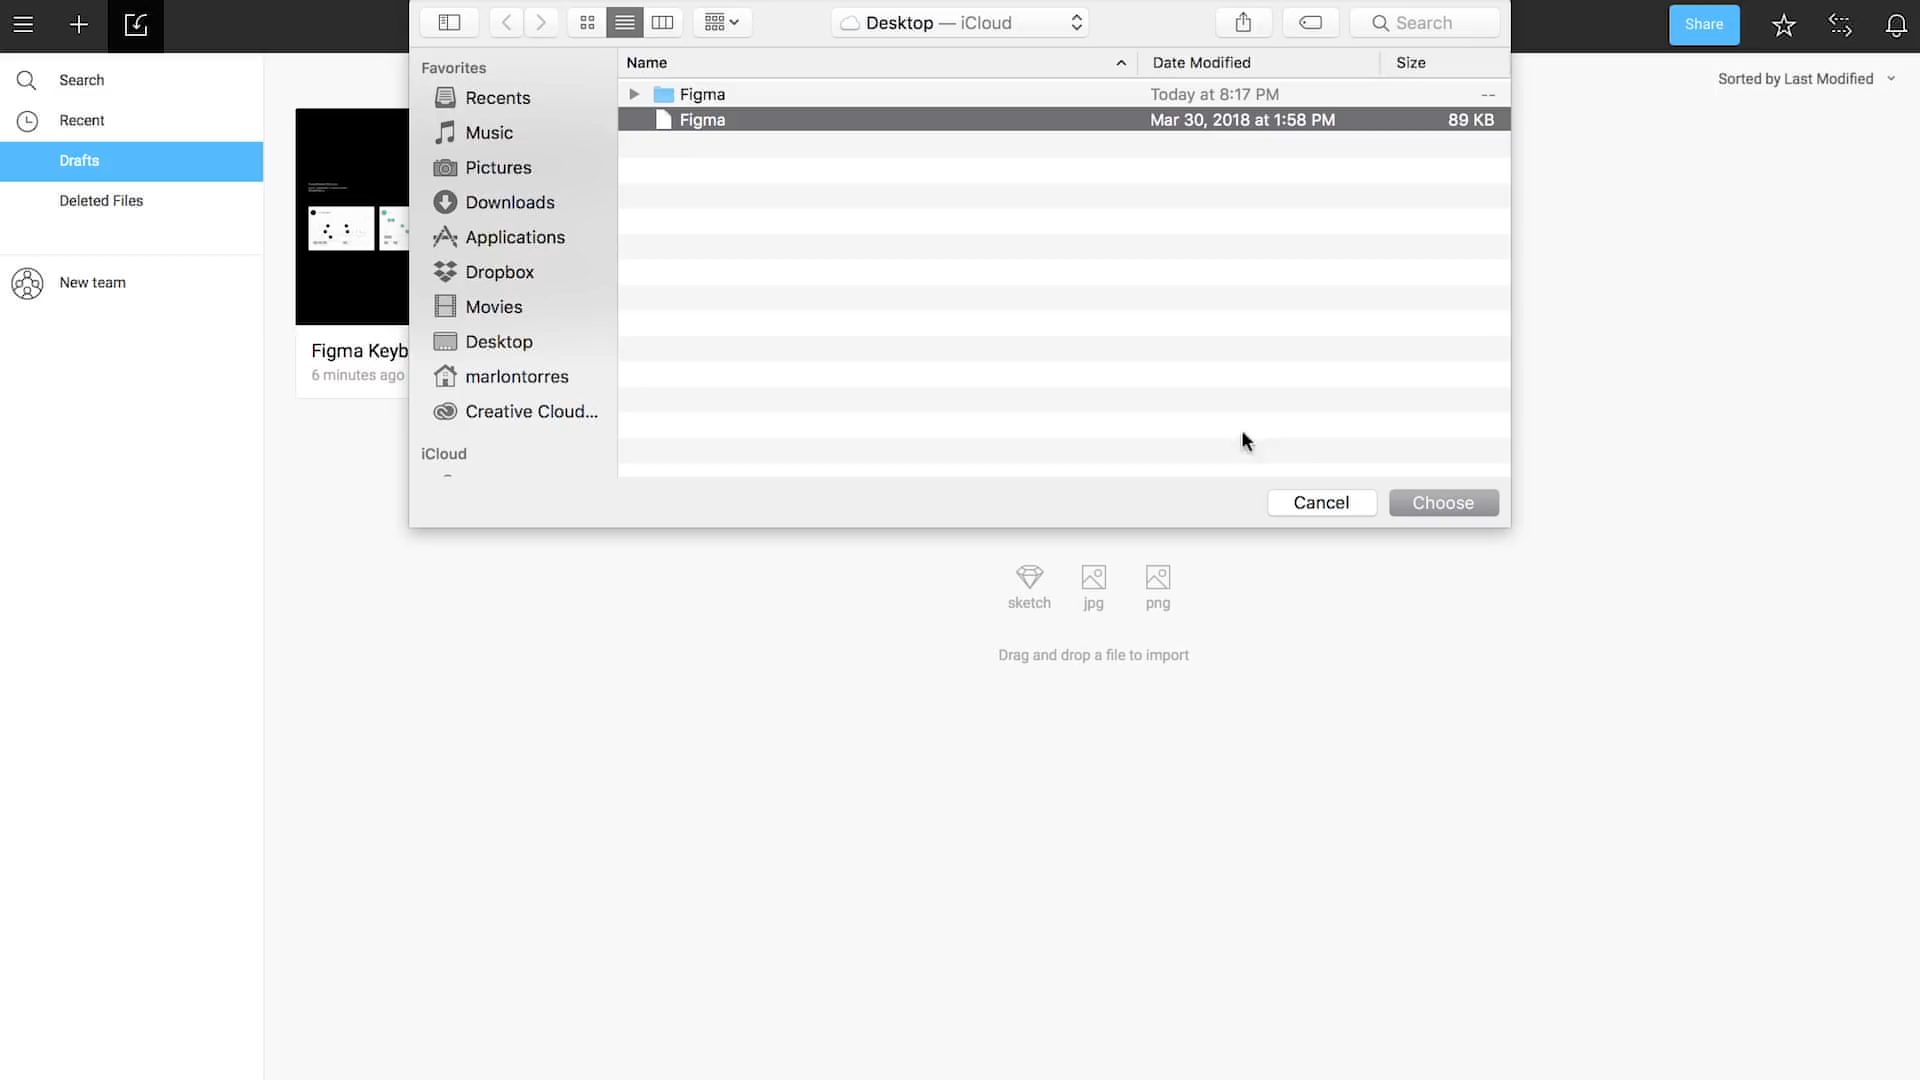 Desktop — iCloud
Search
Share
Search
Recent
Drafts
Deleted Files
New team
Favorites
Recents
Music
Pictures
Downloads
Applications
Dropbox
Movies
Desktop
marlontorres
Creative Cloud...
iCloud
Name Date Modified Size
Figma Today at 8:17 PM --
Figma Mar 30, 2018 at 1:58 PM 89 KB
Cancel Choose
Sorted by Last Modified
Figma Keyb
6 minutes ago
sketch jpg png
Drag and drop a file to import